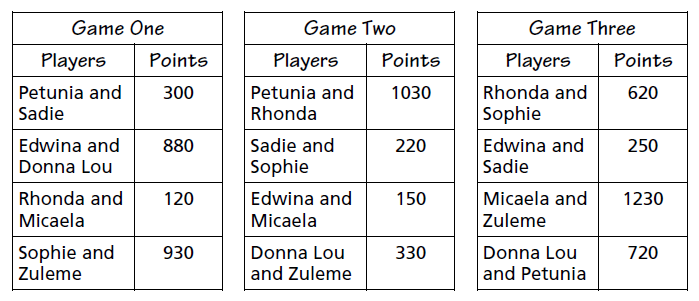 Game One
Players Points
Petunia and 300
Sadie
Edwina and 880
Donna Lou
Rhonda and 120
Micaela
Sophie and 930
Zuleme
Game Two
Players Points
Petunia and 1030
Rhonda
Sadie and 220
Sophie
Edwina and 150
Micaela
Donna Lou 330
and Zuleme
Game Three
Players Points
Rhonda and 620
Sophie
Edwina and 250
Sadie
Micaela and 1230
Zuleme
Donna Lou 720
and Petunia